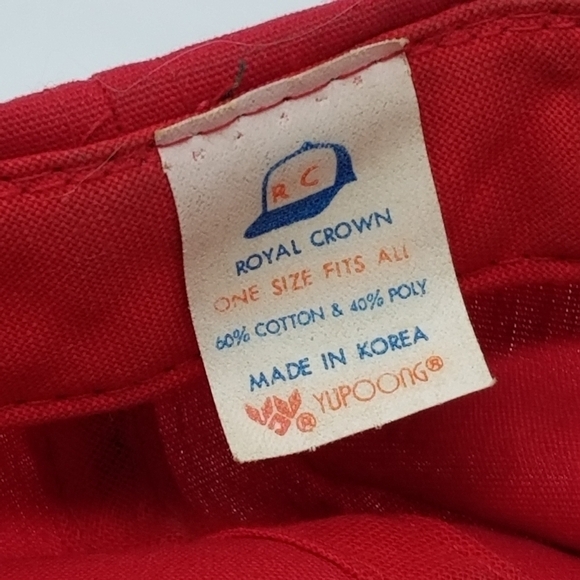 R C
ROYAL CROWN
ONE SIZE FITS ALL
60% COTTON & 40% POLY
MADE IN KOREA
® YUPOONG®